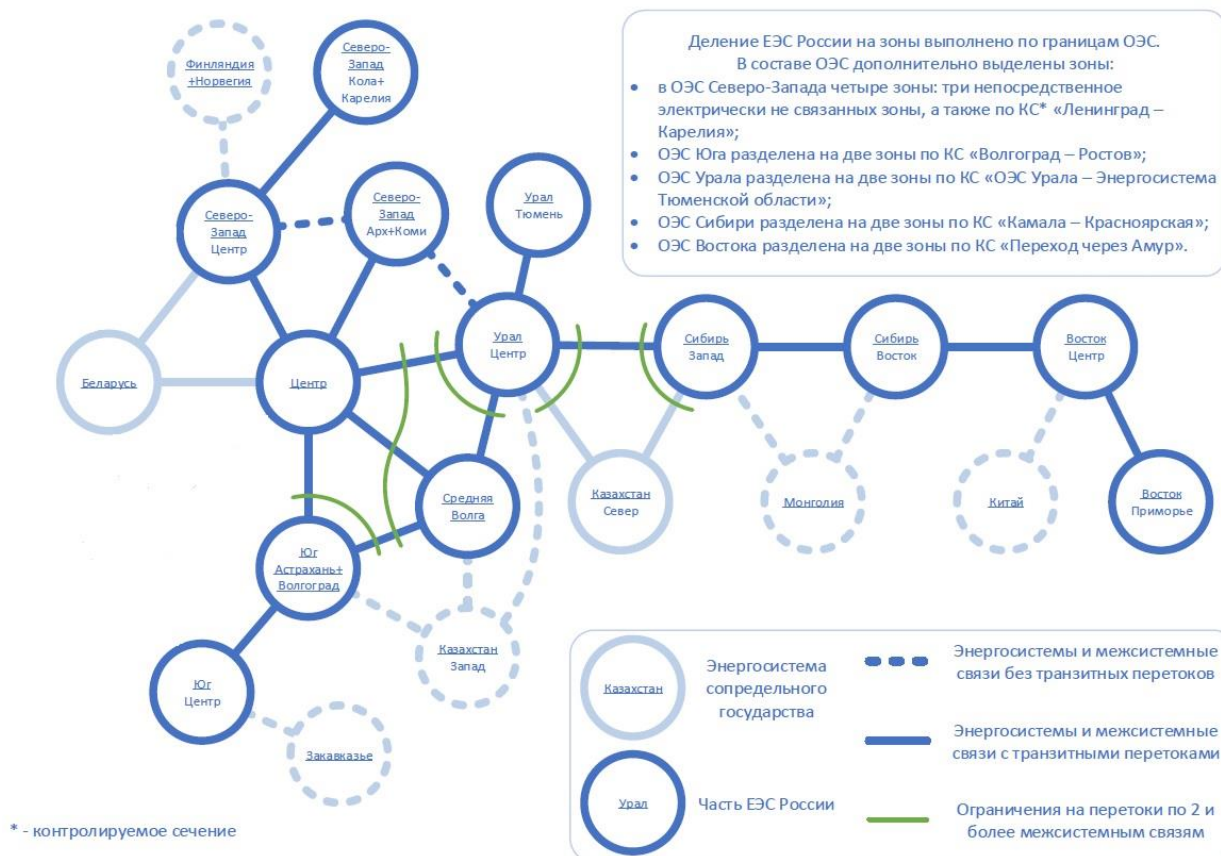 Деление ЕЭС России на зоны выполнено по границам ОЭС.
В составе ОЭС дополнительно выделены зоны:
• в ОЭС Северо-Запада четыре зоны: три непосредственное
электрически не связанных зоны, а также по КС* «Ленинград –
Карелия»;
• ОЭС Юга разделена на две зоны по КС «Волгоград – Ростов»;
• ОЭС Урала разделена на две зоны по КС «ОЭС Урала – Энергосистема
Тюменской области»;
• ОЭС Сибири разделена на две зоны по КС «Камала – Красноярская»;
• ОЭС Востока разделена на две зоны по КС «Переход через Амур».
Финляндия
+Норвегия
Северо-
Запад
Кола+
Карелия
Северо-
Запад
Центр
Северо-
Запад
Арх+Коми
Урал
Тюмень
Беларусь
Центр
Урал
Центр
Сибирь
Запад
Сибирь
Восток
Восток
Центр
Средняя
Волга
Казахстан
Север
Монголия
Китай
Восток
Приморье
Юг
Астрахань+
Волгоград
Казахстан
Запад
Юг
Центр
Закавказье
Казахстан
Энергосистема
сопредельного
государства
Урал
Часть ЕЭС России
Энергосистемы и межсистемные
связи без транзитных перетоков
Энергосистемы и межсистемные
связи с транзитными перетоками
Ограничения на перетоки по 2 и
более межсистемным связям
* - контролируемое сечение